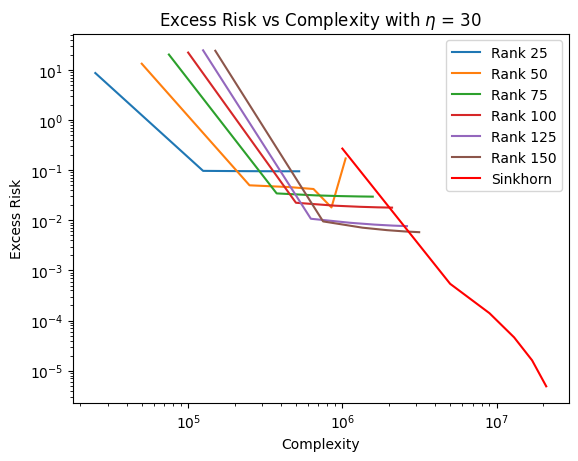 Excess Risk vs Complexity with η = 30
Excess Risk
10¹
10⁰
10⁻¹
10⁻²
10⁻³
10⁻⁴
10⁻⁵
Rank 25
Rank 50
Rank 75
Rank 100
Rank 125
Rank 150
Sinkhorn
10⁵
10⁶
10⁷
Complexity